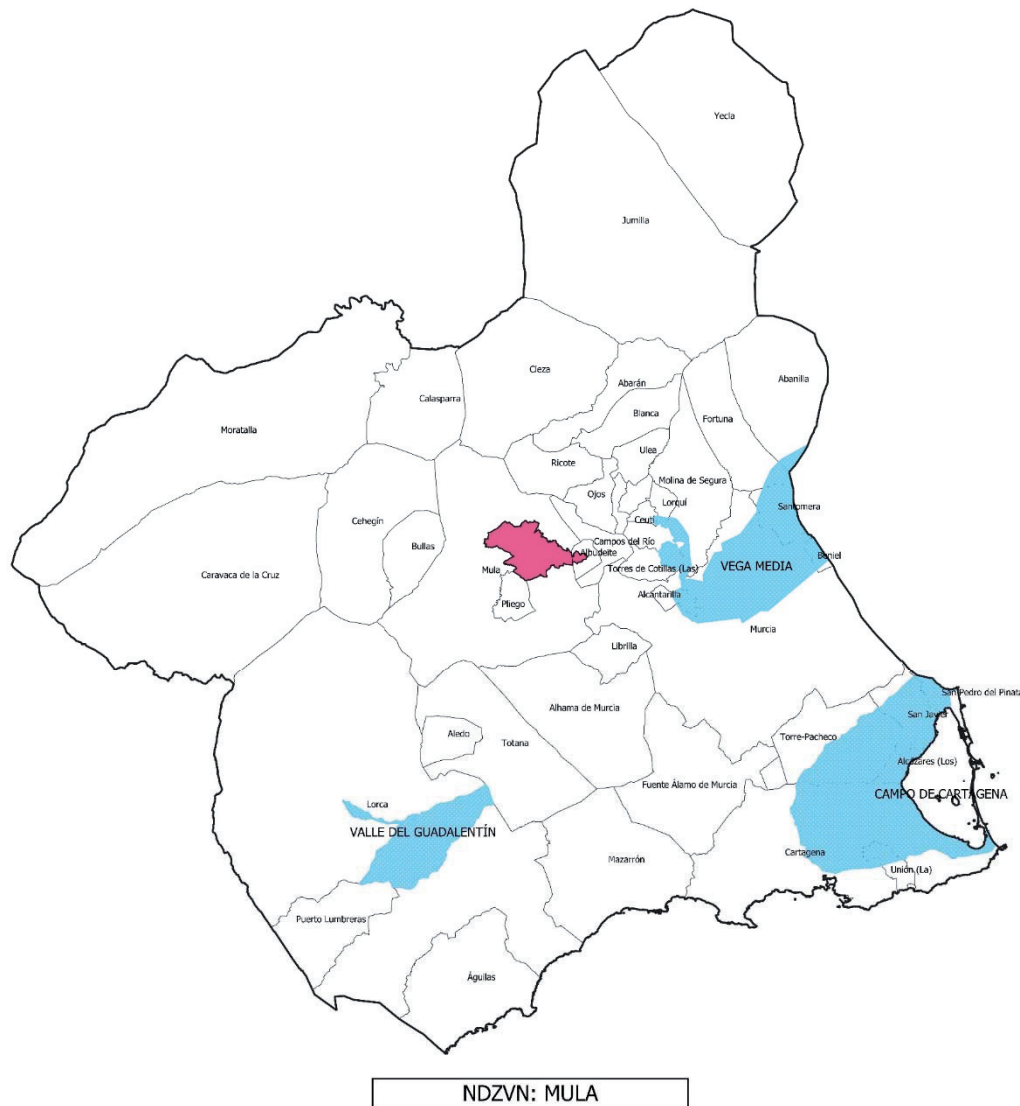 Yecla
Jumilla
Cieza
Abarán
Abanilla
Calasparra
Blanca
Fortuna
Moratalla
Ulea
Ricote
Molina de Segura
Ojos
Lorquí
Santomera
Ceutí
Cehegín
Campos del Río
Bullas
Albudeite
Beniel
Caravaca de la Cruz
Mula
Torres de Cotillas (Las)
VEGA MEDIA
Pliego
Alcantarilla
Murcia
Librilla
San Pedro del Pinata
Alhama de Murcia
San Javier
Aledo
Totana
Torre-Pacheco
Alcázares (Los)
Fuente Álamo de Murcia
CAMPO DE CARTAGENA
Lorca
VALLE DEL GUADALENTÍN
Cartagena
Mazarrón
Unión (La)
Puerto Lumbreras
Águilas
NDZVN: MULA